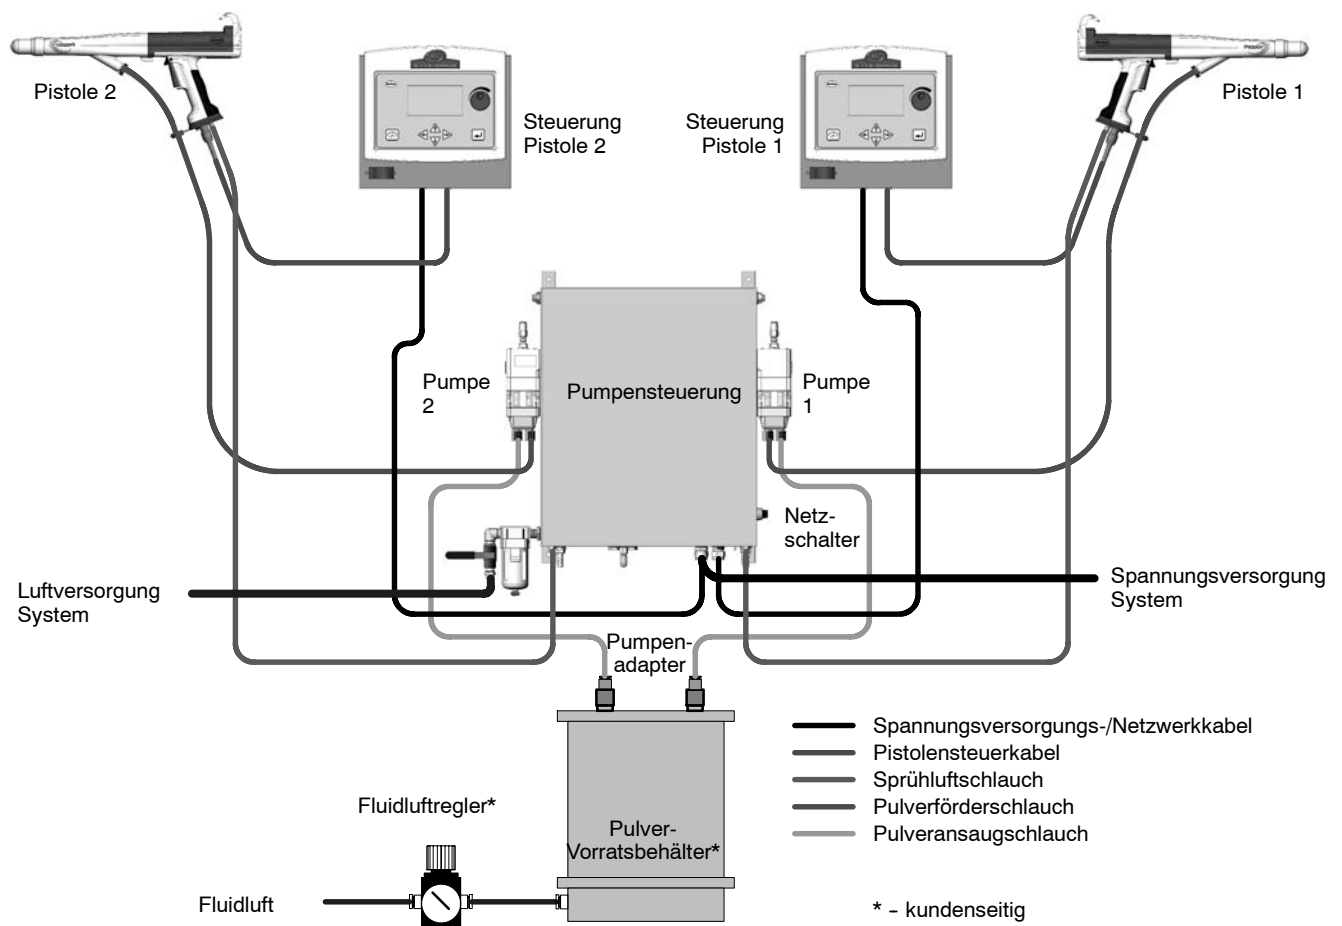 Pistole 2
Steuerung
Pistole 2
Steuerung
Pistole 1
Pistole 1
Pumpe
2
Pumpensteuerung
Pumpe
1
Netz-
schalter
Luftversorgung
System
Spannungsversorgung
System
Pumpen-
adapter
Spannungsversorgungs-/Netzwerkkabel
Pistolensteuerkabel
Sprühluftschlauch
Pulverförderschlauch
Pulveransaugschlauch
Fluidluftregler*
Pulver-
Vorratsbehälter*
Fluidluft
* - kundenseitig